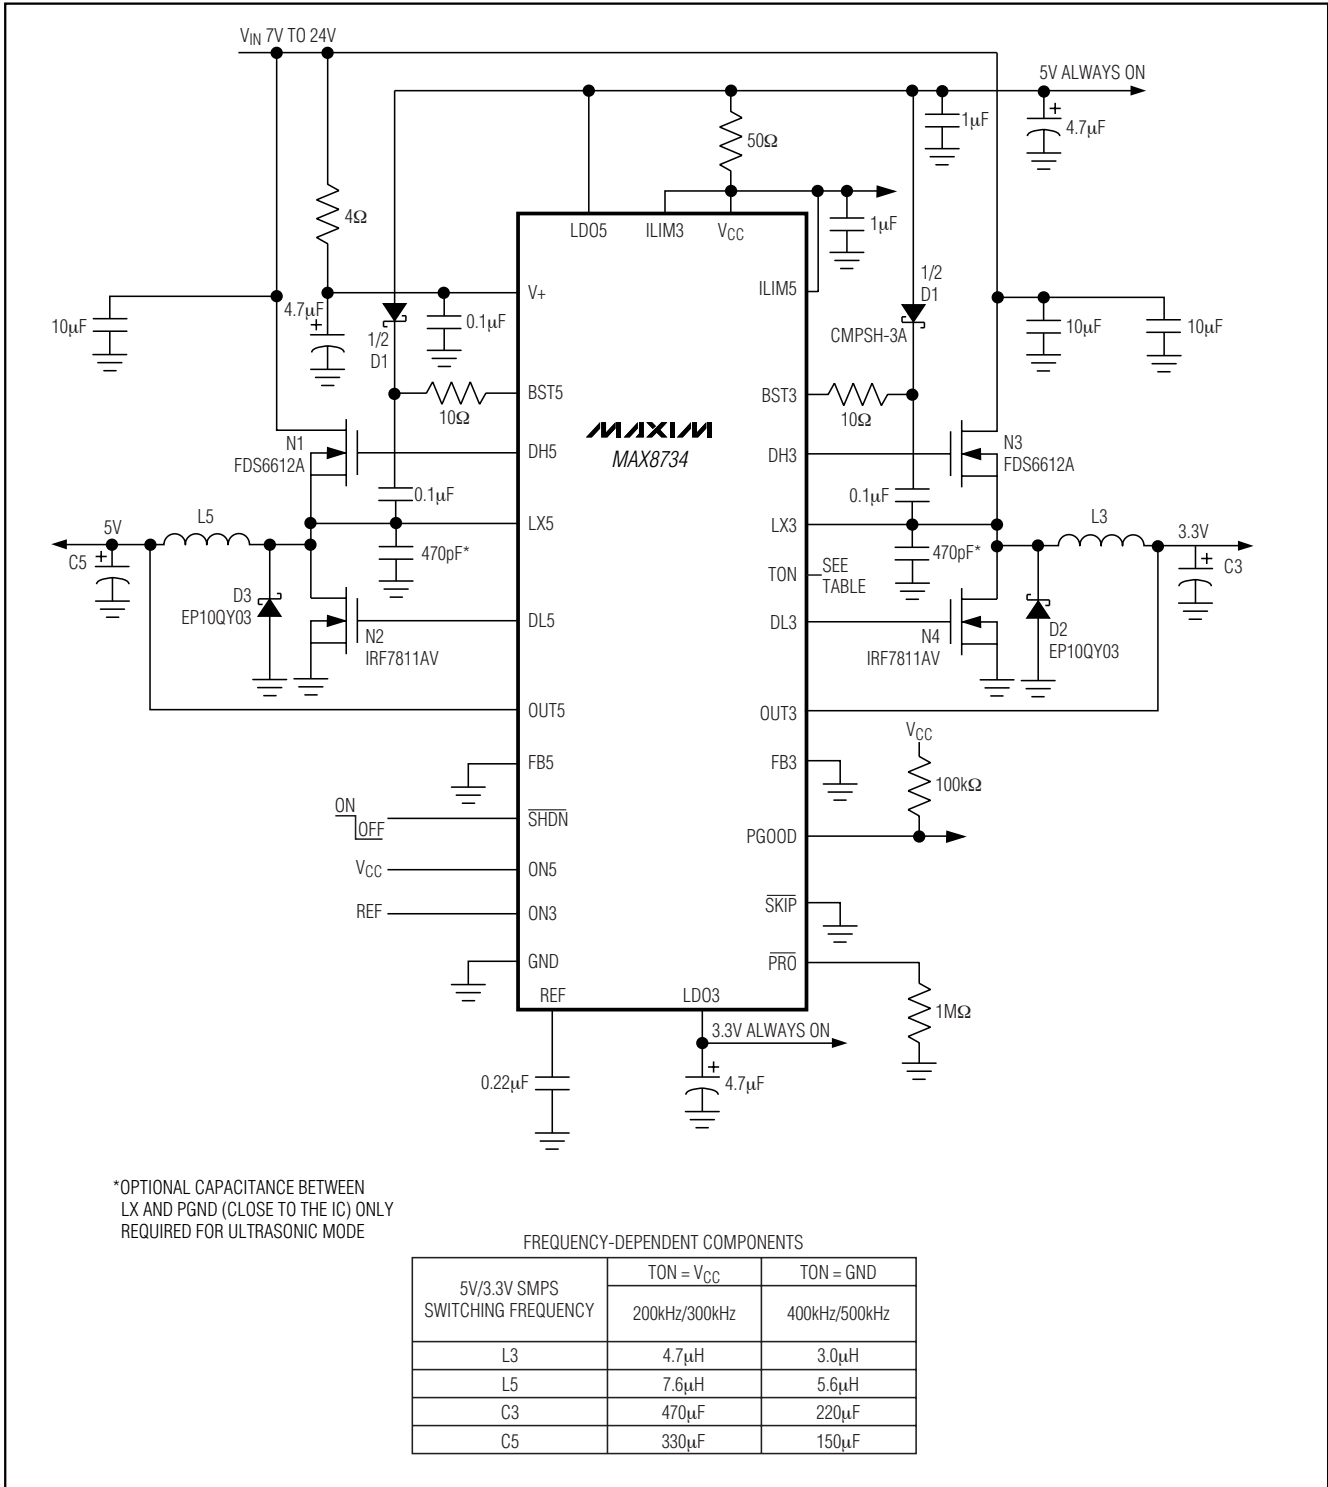 VIN 7V TO 24V
5V ALWAYS ON
1μF
4.7μF
50Ω
4Ω
1μF
LDO5
ILIM3
VCC
V+
ILIM5
1/2
D1
CMPSH-3A
10μF
4.7μF
0.1μF
1/2
D1
10μF
10μF
BST5
10Ω
BST3
10Ω
MAXIM
MAX8734
N1
FDS6612A
DH5
DH3
N3
FDS6612A
0.1μF
0.1μF
5V
L5
LX5
LX3
L3
3.3V
C5
470pF*
470pF*
C3
TON
SEE
TABLE
D3
EP10QY03
DL5
DL3
N2
IRF7811AV
N4
IRF7811AV
D2
EP10QY03
OUT5
OUT3
VCC
FB5
FB3
100kΩ
ON
OFF
SHDN
PGOOD
VCC
ON5
REF
ON3
SKIP
GND
PRO
REF
LDO3
1MΩ
3.3V ALWAYS ON
0.22μF
4.7μF
*OPTIONAL CAPACITANCE BETWEEN
LX AND PGND (CLOSE TO THE IC) ONLY
REQUIRED FOR ULTRASONIC MODE
FREQUENCY-DEPENDENT COMPONENTS
5V/3.3V SMPS
SWITCHING FREQUENCY
TON = VCC
TON = GND
200kHz/300kHz
400kHz/500kHz
L3 4.7μH 3.0μH
L5 7.6μH 5.6μH
C3 470μF 220μF
C5 330μF 150μF